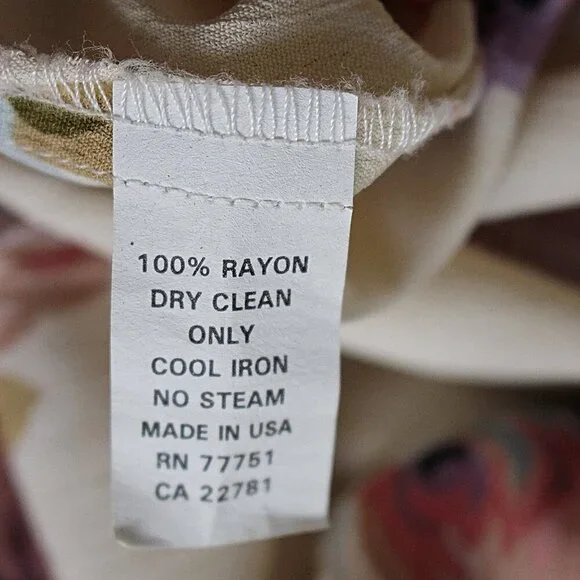 100% RAYON
DRY CLEAN
ONLY
COOL IRON
NO STEAM
MADE IN USA
RN 77751
CA 22781